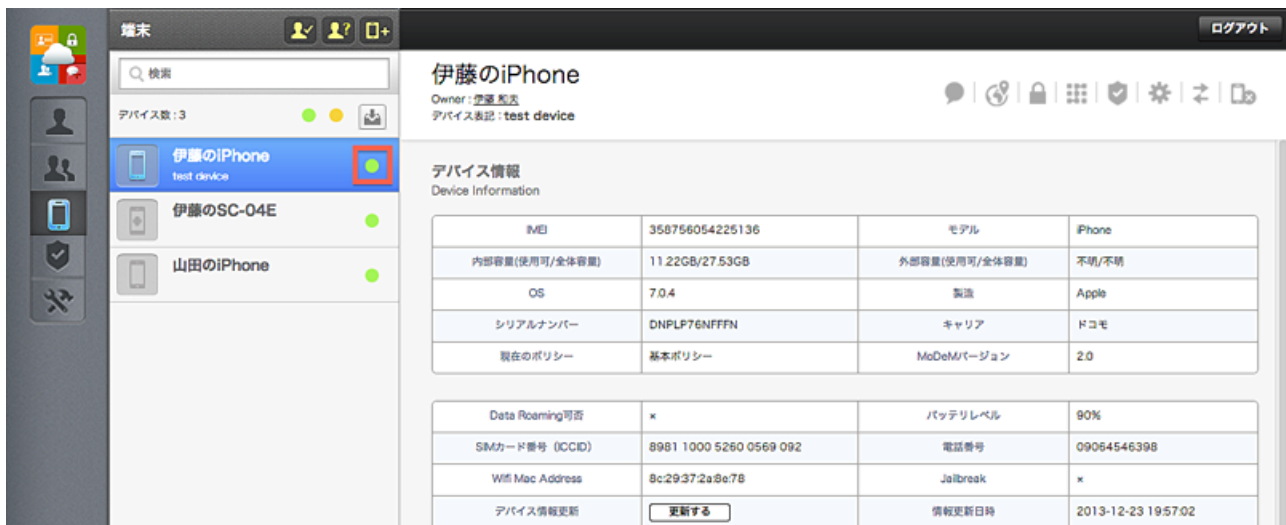 端末
ログアウト
検索
デバイス数 : 3
伊藤のiPhone
test device
伊藤のSC-04E
山田のiPhone
伊藤のiPhone
Owner : 伊藤 和夫
デバイス表記 : test device
デバイス情報
Device Information
IMEI 358756054225136 モデル iPhone
内部容量(使用可/全体容量) 11.22GB/27.53GB 外部容量(使用可/全体容量) 不明/不明
OS 7.0.4 製造 Apple
シリアルナンバー DNPLP76NFFFN キャリア ドコモ
現在のポリシー 基本ポリシー MoDeMバージョン 2.0
Data Roaming可否 × バッテリレベル 90%
SIMカード番号 (ICCID) 8981 1000 5260 0569 092 電話番号 09064546398
Wifi Mac Address 8c:29:37:2a:8e:78 Jailbreak ×
デバイス情報更新 更新する 情報更新日時 2013-12-23 19:57:02